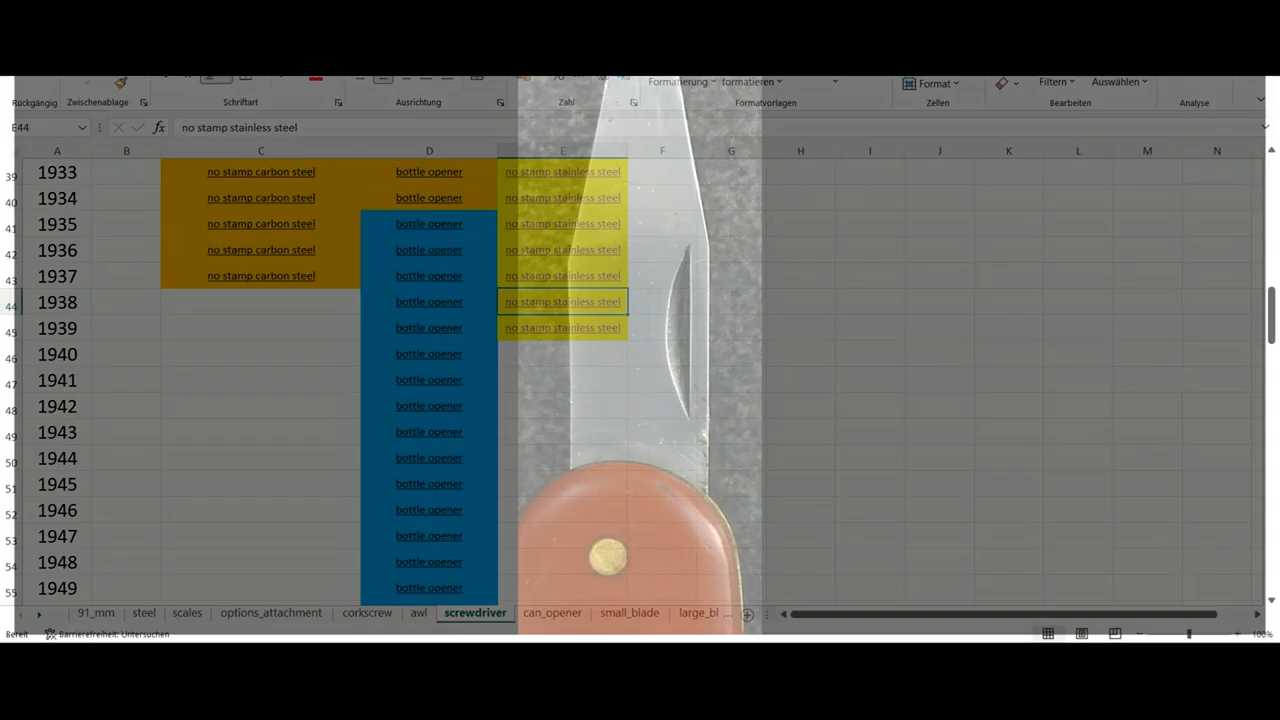 Formatierung formatieren Format Filtern Auswählen
Rückgängig Zwischenablage Schriftart Ausrichtung Zahl Formatvorlagen Zellen Bearbeiten Analyse
E44 fx no stamp stainless steel
A B C D E F G H I J K L M N
39 1933 no stamp carbon steel bottle opener no stamp stainless steel
40 1934 no stamp carbon steel bottle opener no stamp stainless steel
41 1935 no stamp carbon steel bottle opener no stamp stainless steel
42 1936 no stamp carbon steel bottle opener no stamp stainless steel
43 1937 no stamp carbon steel bottle opener no stamp stainless steel
44 1938 bottle opener no stamp stainless steel
45 1939 bottle opener no stamp stainless steel
46 1940 bottle opener
47 1941 bottle opener
48 1942 bottle opener
49 1943 bottle opener
50 1944 bottle opener
51 1945 bottle opener
52 1946 bottle opener
53 1947 bottle opener
54 1948 bottle opener
55 1949 bottle opener
91_mm steel scales options_attachment corkscrew awl screwdriver can_opener small_blade large_bl ...
Bereit Barrierefreiheit: Untersuchen 100%